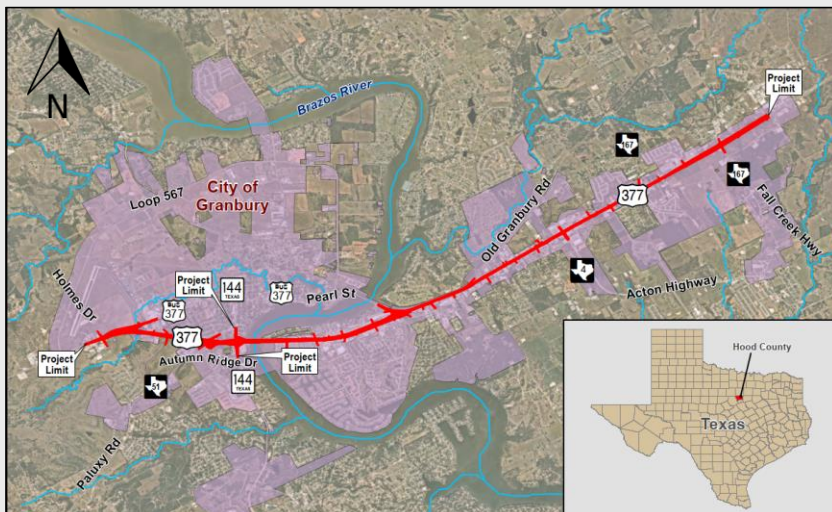 N
Brazos River
Project
Limit
167
Loop 567
City of
Granbury
377
167
Old Granbury Rd
Fall Creek Hwy
Holmes Dr
Project
Limit
144
TEXAS
BUS
377
Pearl St
4
Acton Highway
BUS
377
377
Project
Limit
Autumn Ridge Dr
Project
Limit
51
144
TEXAS
Paluxy Rd
Hood County
Texas